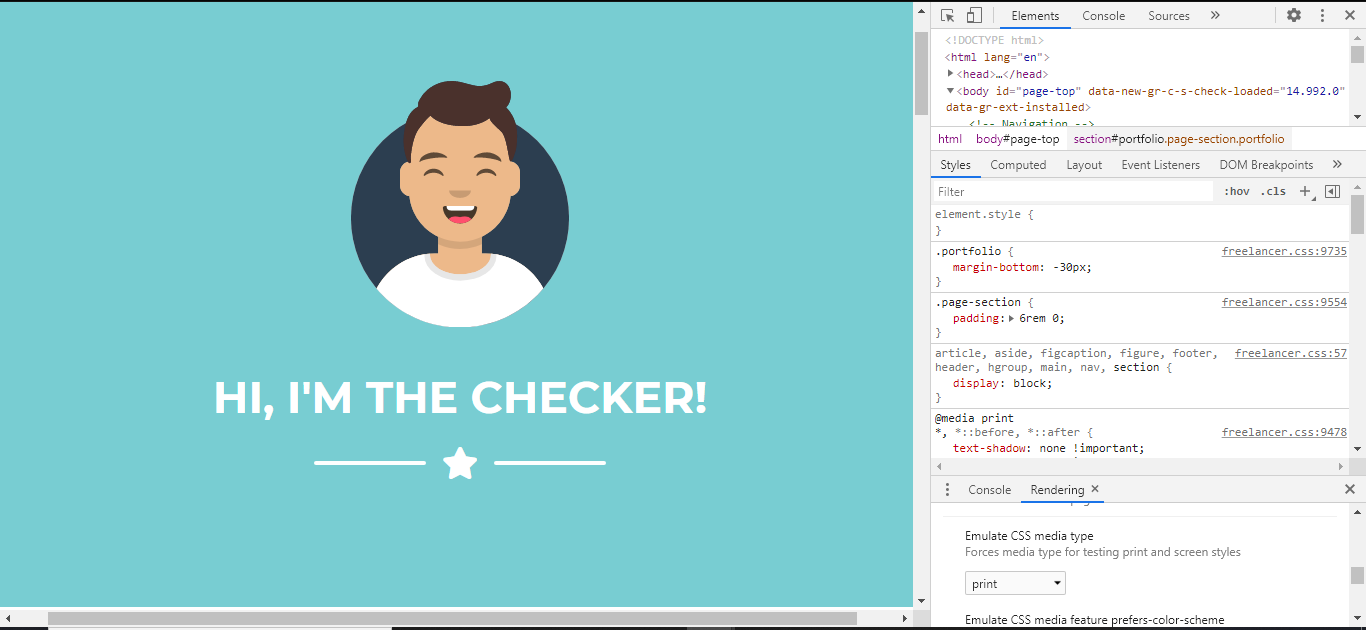 HI, I'M THE CHECKER!
Elements Console Sources »
<!DOCTYPE html>
<html lang="en">
<head>…</head>
<body id="page-top" data-new-gr-c-s-check-loaded="14.992.0"
data-gr-ext-installed>
<!-- Navigation -->
html body#page-top section#portfolio.page-section.portfolio
Styles Computed Layout Event Listeners DOM Breakpoints »
Filter :hov .cls +
element.style {
}
.portfolio { freelancer.css:9735
margin-bottom: -30px;
}
.page-section { freelancer.css:9554
padding: 6rem 0;
}
article, aside, figcaption, figure, footer, freelancer.css:57
header, hgroup, main, nav, section {
display: block;
}
@media print
*, *::before, *::after { freelancer.css:9478
text-shadow: none !important;
Console Rendering
Emulate CSS media type
Forces media type for testing print and screen styles
print
Emulate CSS media feature prefers-color-scheme